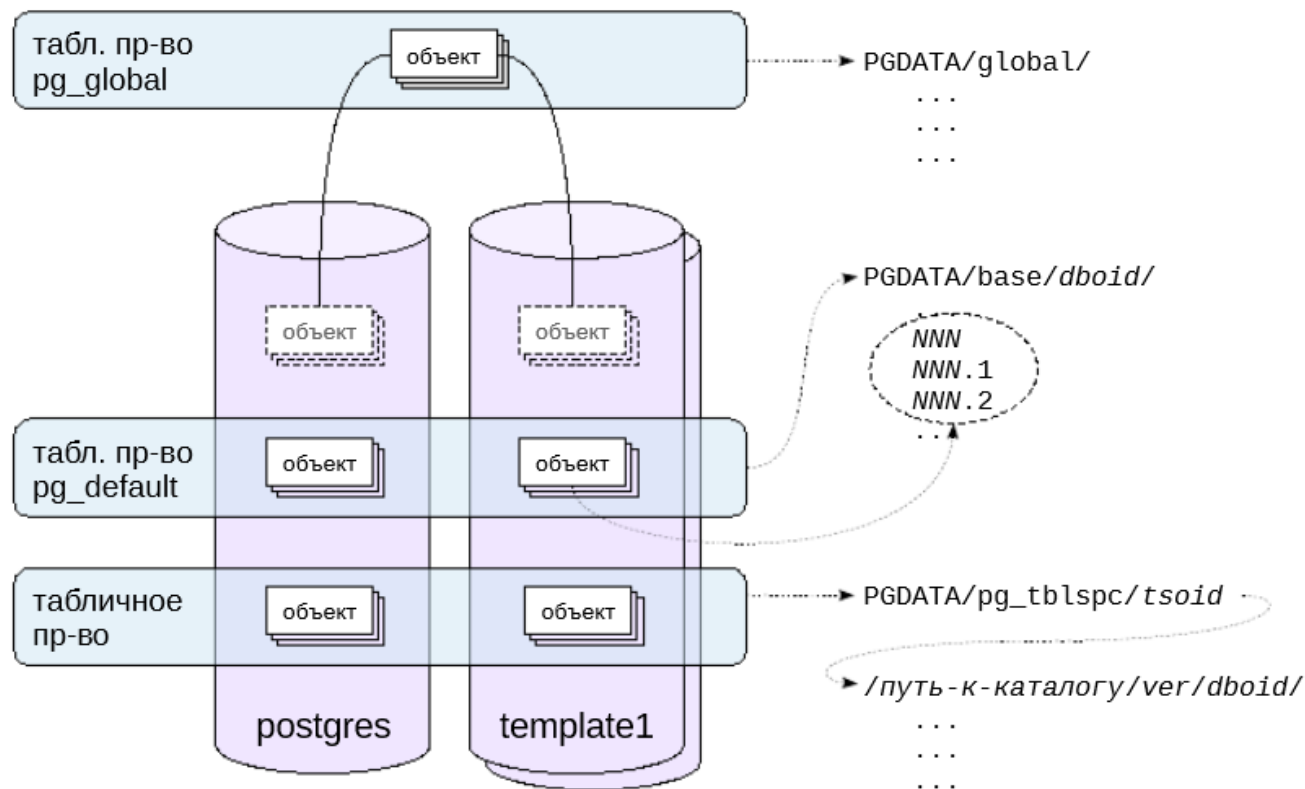 табл. пр-во
pg_global
объект
PGDATA/global/
...
...
...
объект
объект
PGDATA/base/dboid/
...
NNN
NNN.1
NNN.2
...
табл. пр-во
pg_default
объект
объект
табличное
пр-во
объект
объект
PGDATA/pg_tblspc/tsoid
/путь-к-каталогу/ver/dboid/
...
...
...
postgres
template1